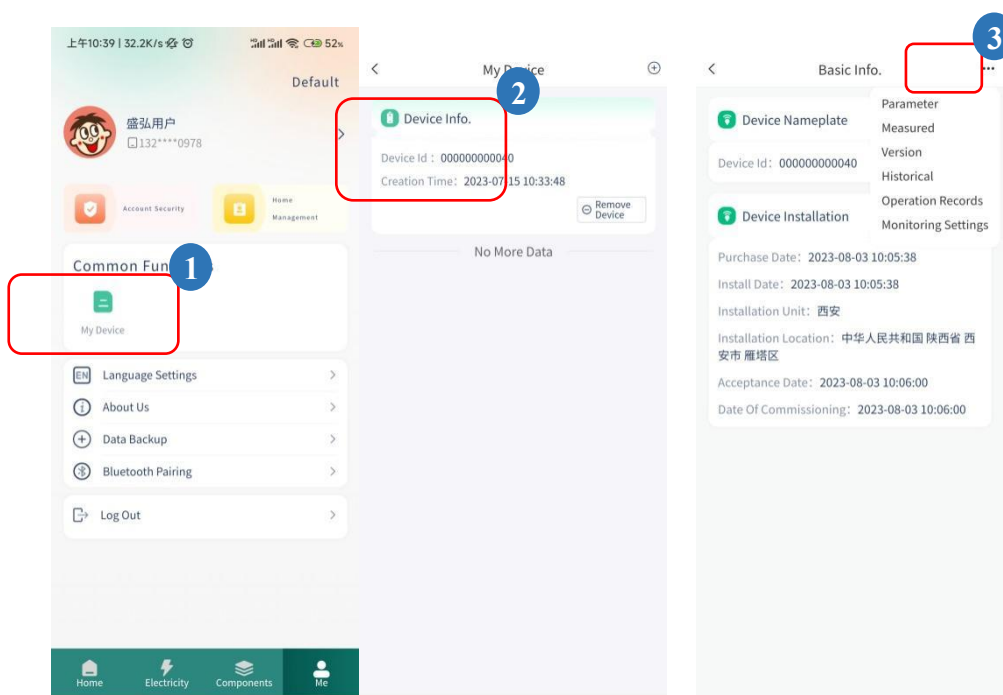 上午10:39 | 32.2K/s
52%
Default
盛弘用户
132****0978
Account Security
Home
Management
Common Fun
1
My Device
EN Language Settings
About Us
Data Backup
Bluetooth Pairing
Log Out
Home Electricity Components Me
My Device
2
Device Info.
Device Id：000000000040
Creation Time：2023-07-15 10:33:48
Remove
Device
No More Data
3
Basic Info.
Parameter
Measured
Version
Historical
Operation Records
Monitoring Settings
Device Nameplate
Device Id：000000000040
Device Installation
Purchase Date：2023-08-03 10:05:38
Install Date：2023-08-03 10:05:38
Installation Unit：西安
Installation Location：中华人民共和国 陕西省 西
安市 雁塔区
Acceptance Date：2023-08-03 10:06:00
Date Of Commissioning：2023-08-03 10:06:00